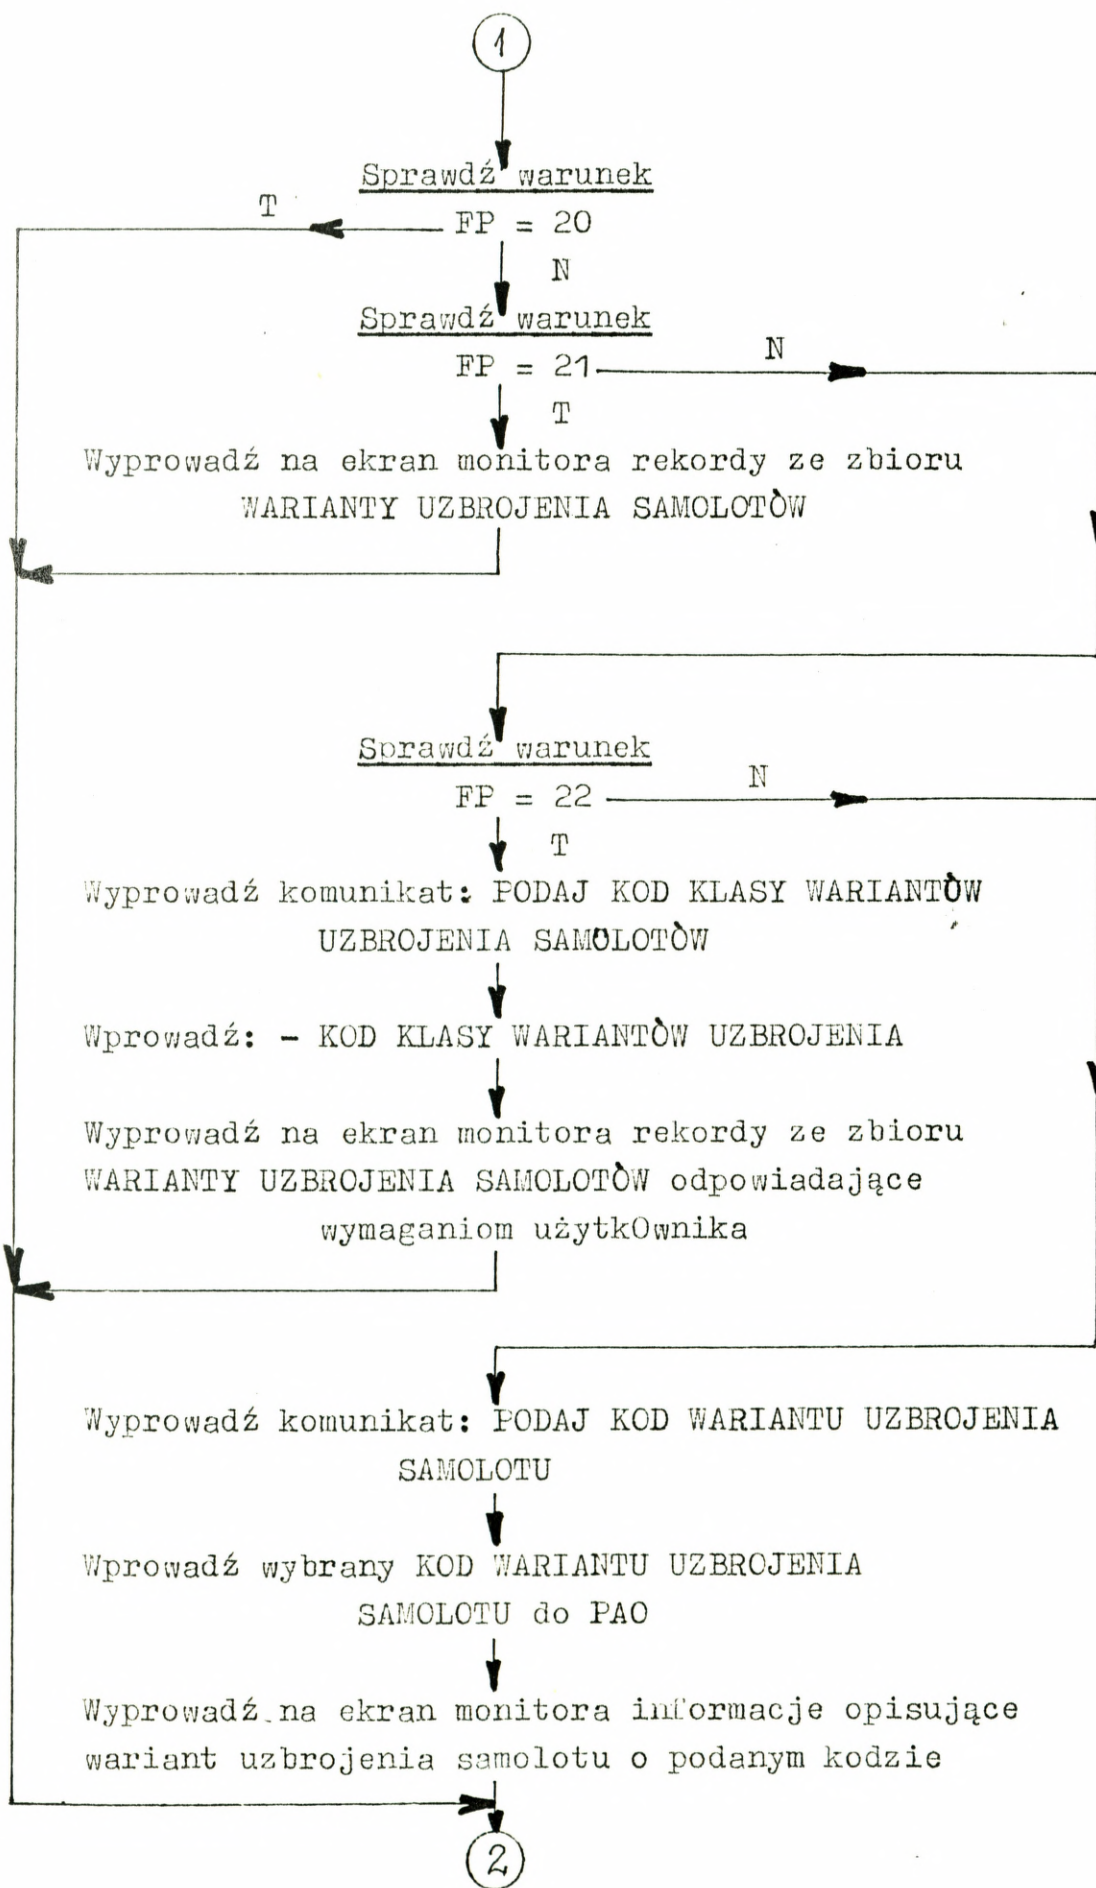 1
Sprawdź warunek
T
FP = 20
N
Sprawdź warunek
FP = 21
N
T
Wyprowadź na ekran monitora rekordy ze zbioru
WARIANTY UZBROJENIA SAMOLOTÒW
Sprawdź warunek
FP = 22
N
T
Wyprowadź komunikat: PODAJ KOD KLASY WARIANTÒW
UZBROJENIA SAMOLOTÒW
Wprowadź: - KOD KLASY WARIANTÒW UZBROJENIA
Wyprowadź na ekran monitora rekordy ze zbioru
WARIANTY UZBROJENIA SAMOLOTÒW odpowiadające
wymaganiom użytkOwnika
Wyprowadź komunikat: PODAJ KOD WARIANTU UZBROJENIA
SAMOLOTU
Wprowadź wybrany KOD WARIANTU UZBROJENIA
SAMOLOTU do PAO
Wyprowadź na ekran monitora informacje opisujące
wariant uzbrojenia samolotu o podanym kodzie
2